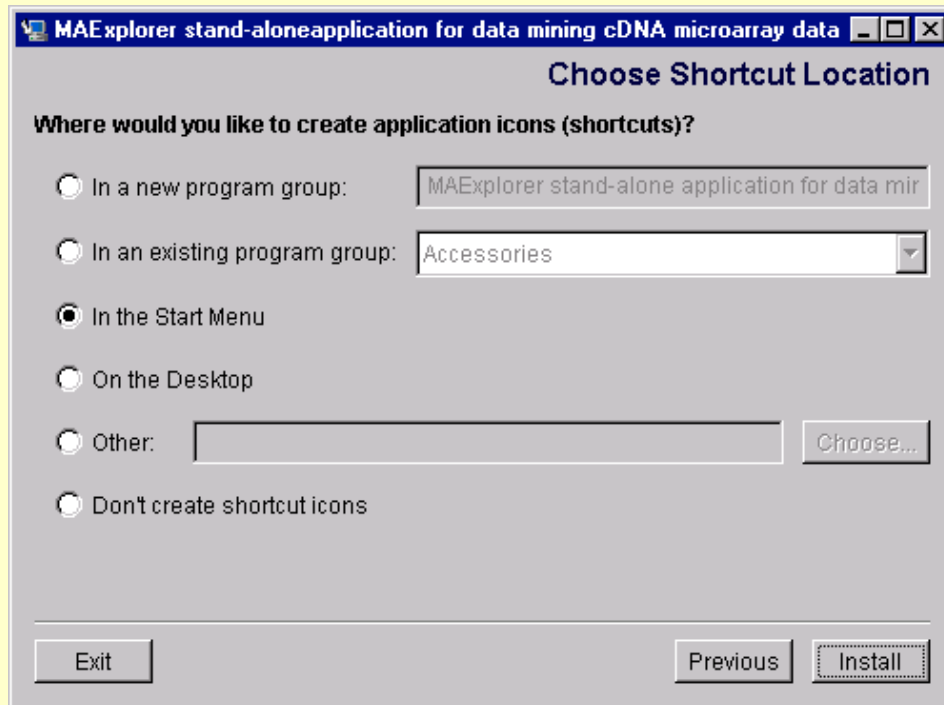 MAExplorer stand-aloneapplication for data mining cDNA microarray data
Choose Shortcut Location
Where would you like to create application icons (shortcuts)?
In a new program group: MAExplorer stand-alone application for data mir
In an existing program group: Accessories
In the Start Menu
On the Desktop
Other: Choose...
Don't create shortcut icons
Exit Previous Install